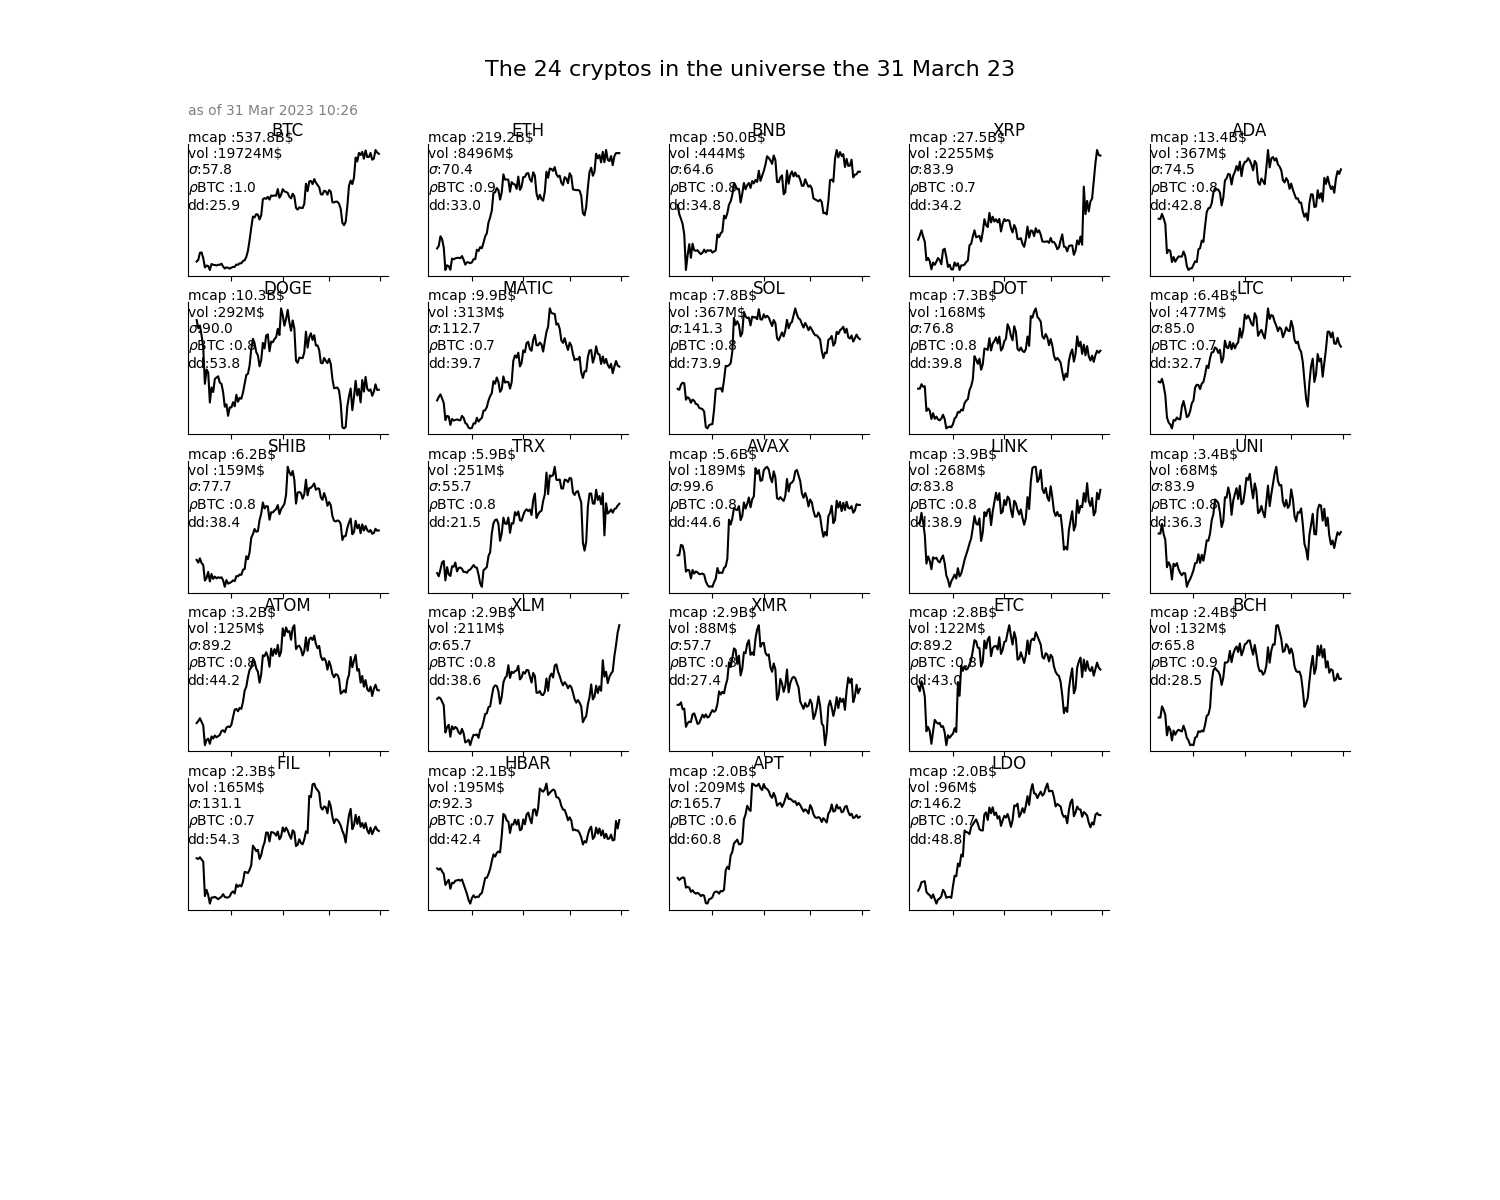 The 24 cryptos in the universe the 31 March 23
as of 31 Mar 2023 10:26
BTC
mcap :537.8B$
vol :19724M$
σ:57.8
ρBTC :1.0
dd:25.9
ETH
mcap :219.2B$
vol :8496M$
σ:70.4
ρBTC :0.9
dd:33.0
BNB
mcap :50.0B$
vol :444M$
σ:64.6
ρBTC :0.8
dd:34.8
XRP
mcap :27.5B$
vol :2255M$
σ:83.9
ρBTC :0.7
dd:34.2
ADA
mcap :13.4B$
vol :367M$
σ:74.5
ρBTC :0.8
dd:42.8
DOGE
mcap :10.3B$
vol :292M$
σ:90.0
ρBTC :0.8
dd:53.8
MATIC
mcap :9.9B$
vol :313M$
σ:112.7
ρBTC :0.7
dd:39.7
SOL
mcap :7.8B$
vol :367M$
σ:141.3
ρBTC :0.8
dd:73.9
DOT
mcap :7.3B$
vol :168M$
σ:76.8
ρBTC :0.8
dd:39.8
LTC
mcap :6.4B$
vol :477M$
σ:85.0
ρBTC :0.7
dd:32.7
SHIB
mcap :6.2B$
vol :159M$
σ:77.7
ρBTC :0.8
dd:38.4
TRX
mcap :5.9B$
vol :251M$
σ:55.7
ρBTC :0.8
dd:21.5
AVAX
mcap :5.6B$
vol :189M$
σ:99.6
ρBTC :0.8
dd:44.6
LINK
mcap :3.9B$
vol :268M$
σ:83.8
ρBTC :0.8
dd:38.9
UNI
mcap :3.4B$
vol :68M$
σ:83.9
ρBTC :0.8
dd:36.3
ATOM
mcap :3.2B$
vol :125M$
σ:89.2
ρBTC :0.8
dd:44.2
XLM
mcap :2.9B$
vol :211M$
σ:65.7
ρBTC :0.8
dd:38.6
XMR
mcap :2.9B$
vol :88M$
σ:57.7
ρBTC :0.8
dd:27.4
ETC
mcap :2.8B$
vol :122M$
σ:89.2
ρBTC :0.8
dd:43.0
BCH
mcap :2.4B$
vol :132M$
σ:65.8
ρBTC :0.9
dd:28.5
FIL
mcap :2.3B$
vol :165M$
σ:131.1
ρBTC :0.7
dd:54.3
HBAR
mcap :2.1B$
vol :195M$
σ:92.3
ρBTC :0.7
dd:42.4
APT
mcap :2.0B$
vol :209M$
σ:165.7
ρBTC :0.6
dd:60.8
LDO
mcap :2.0B$
vol :96M$
σ:146.2
ρBTC :0.7
dd:48.8